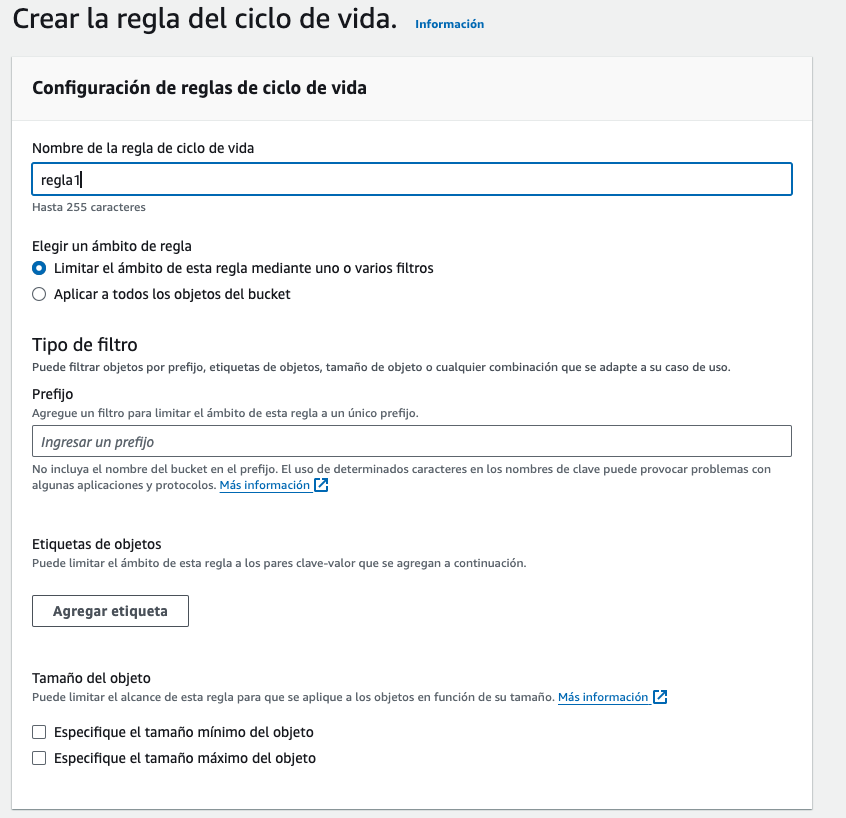 Crear la regla del ciclo de vida. Información
Configuración de reglas de ciclo de vida
Nombre de la regla de ciclo de vida
regla1
Hasta 255 caracteres
Elegir un ámbito de regla
Limitar el ámbito de esta regla mediante uno o varios filtros
Aplicar a todos los objetos del bucket
Tipo de filtro
Puede filtrar objetos por prefijo, etiquetas de objetos, tamaño de objeto o cualquier combinación que se adapte a su caso de uso.
Prefijo
Agregue un filtro para limitar el ámbito de esta regla a un único prefijo.
Ingresar un prefijo
No incluya el nombre del bucket en el prefijo. El uso de determinados caracteres en los nombres de clave puede provocar problemas con
algunas aplicaciones y protocolos. Más información
Etiquetas de objetos
Puede limitar el ámbito de esta regla a los pares clave-valor que se agregan a continuación.
Agregar etiqueta
Tamaño del objeto
Puede limitar el alcance de esta regla para que se aplique a los objetos en función de su tamaño. Más información
Especifique el tamaño mínimo del objeto
Especifique el tamaño máximo del objeto